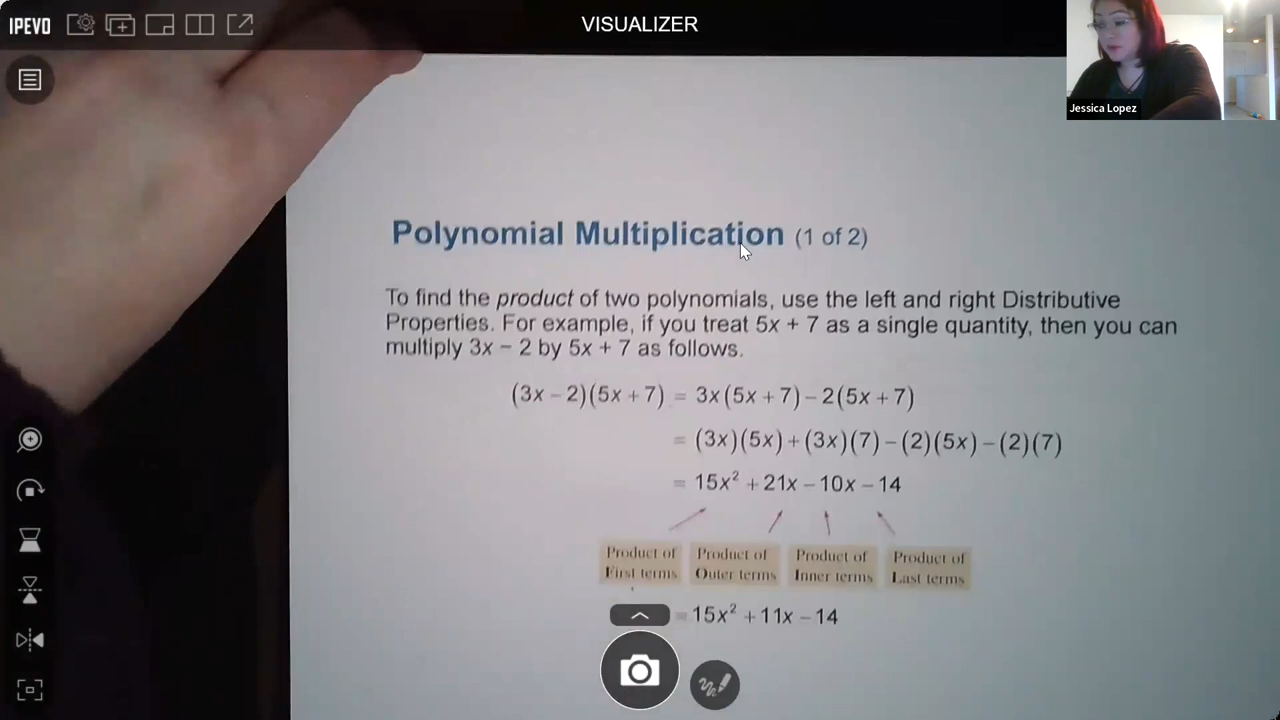 IPEVO
VISUALIZER
Jessica Lopez
Polynomial Multiplication (1 of 2)
To find the product of two polynomials, use the left and right Distributive
Properties. For example, if you treat 5x + 7 as a single quantity, then you can
multiply 3x − 2 by 5x + 7 as follows.
(3x − 2)(5x + 7) = 3x(5x + 7) − 2(5x + 7)
= (3x)(5x) + (3x)(7) − (2)(5x) − (2)(7)
= 15x² + 21x − 10x − 14
Product of First terms
Product of Outer terms
Product of Inner terms
Product of Last terms
= 15x² + 11x − 14